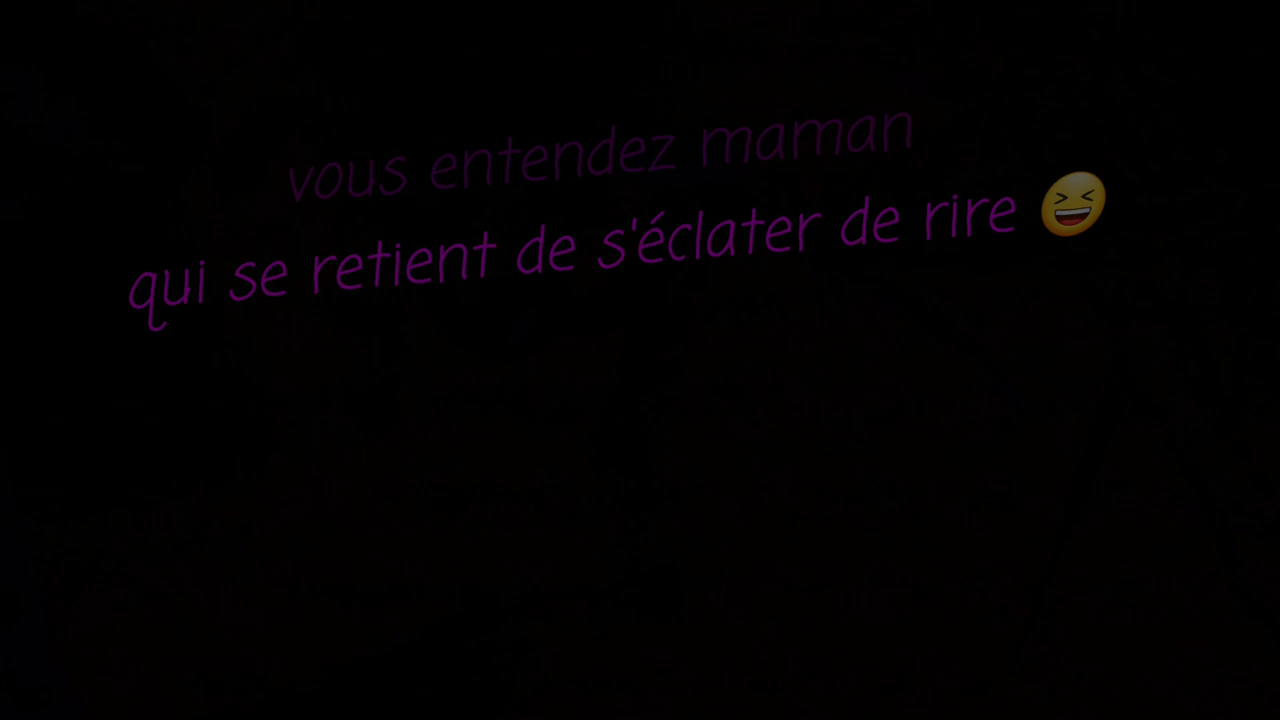 vous entendez maman
qui se retient de s'éclater de rire 😆